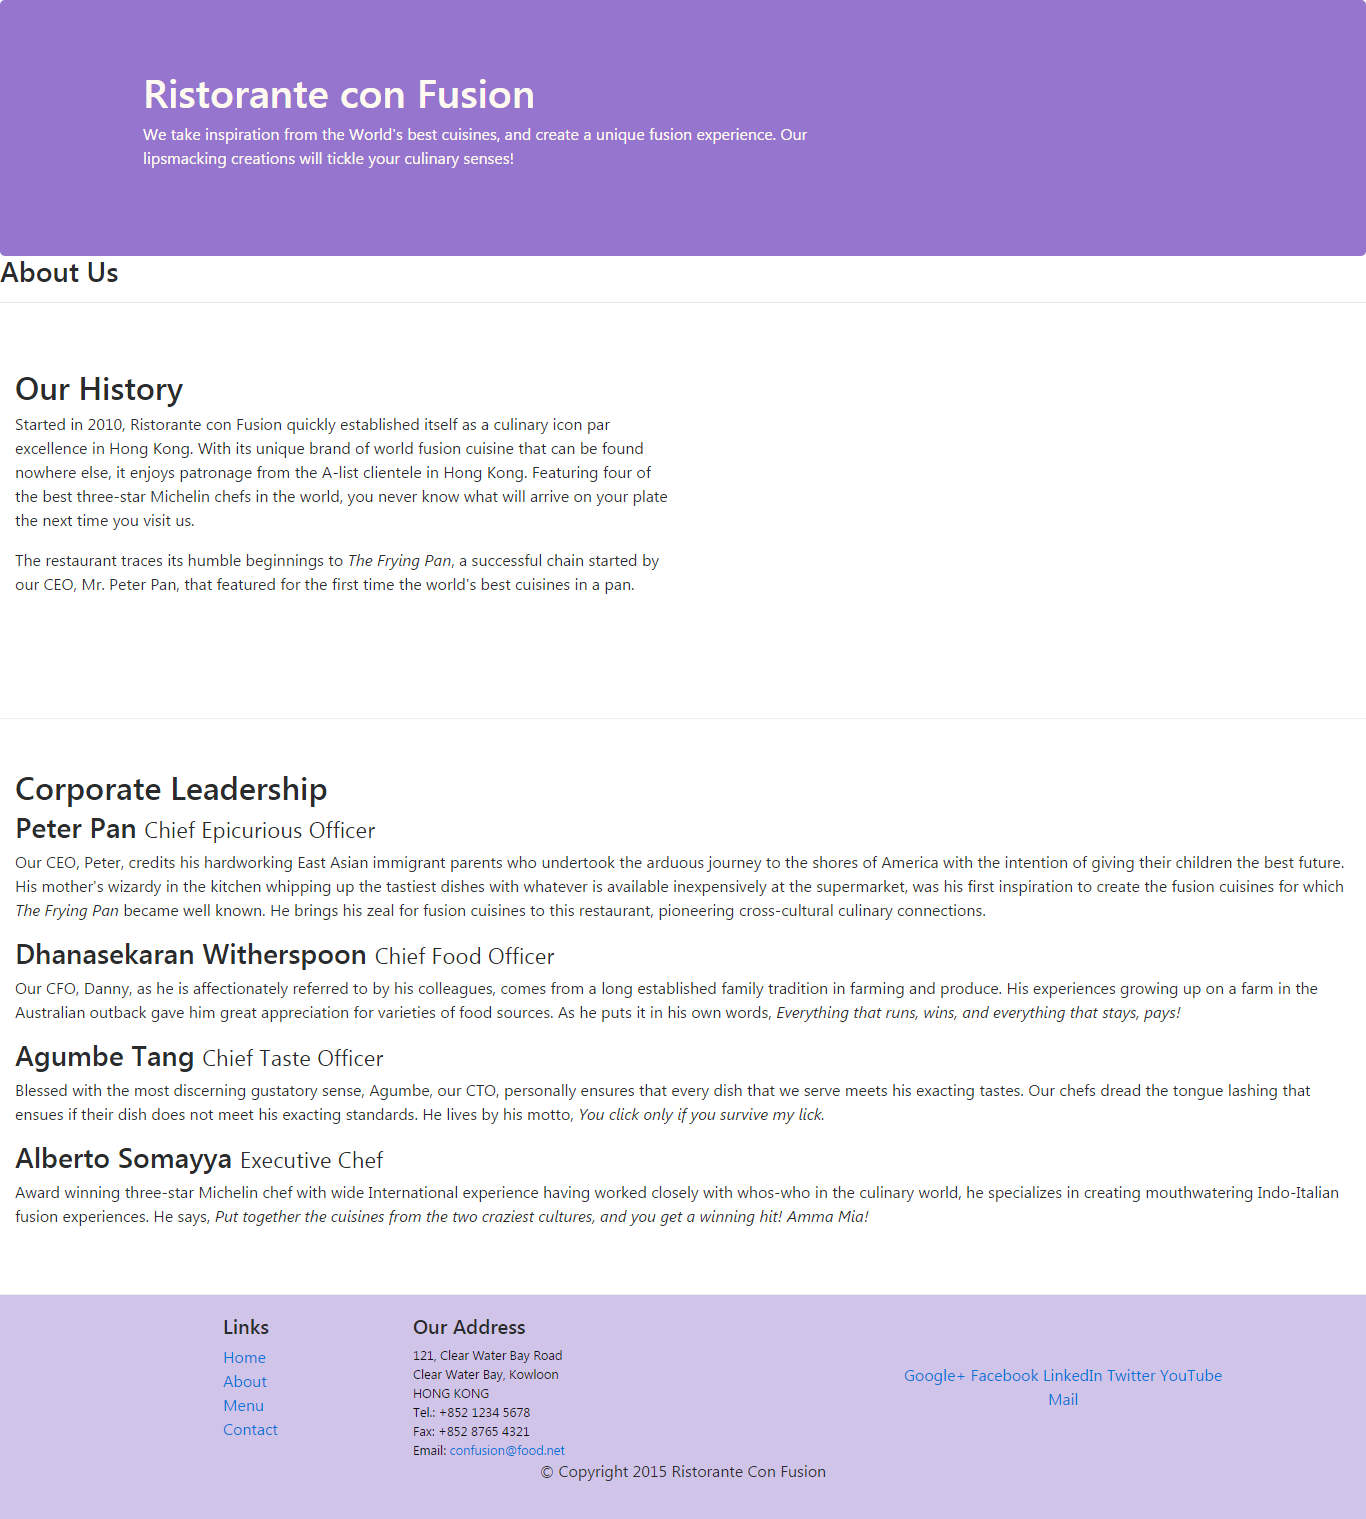 Ristorante con Fusion
We take inspiration from the World's best cuisines, and create a unique fusion experience. Our
lipsmacking creations will tickle your culinary senses!
About Us
Our History
Started in 2010, Ristorante con Fusion quickly established itself as a culinary icon par
excellence in Hong Kong. With its unique brand of world fusion cuisine that can be found
nowhere else, it enjoys patronage from the A-list clientele in Hong Kong. Featuring four of
the best three-star Michelin chefs in the world, you never know what will arrive on your plate
the next time you visit us.
The restaurant traces its humble beginnings to The Frying Pan, a successful chain started by
our CEO, Mr. Peter Pan, that featured for the first time the world's best cuisines in a pan.
Corporate Leadership
Peter Pan Chief Epicurious Officer
Our CEO, Peter, credits his hardworking East Asian immigrant parents who undertook the arduous journey to the shores of America with the intention of giving their children the best future.
His mother's wizardy in the kitchen whipping up the tastiest dishes with whatever is available inexpensively at the supermarket, was his first inspiration to create the fusion cuisines for which
The Frying Pan became well known. He brings his zeal for fusion cuisines to this restaurant, pioneering cross-cultural culinary connections.
Dhanasekaran Witherspoon Chief Food Officer
Our CFO, Danny, as he is affectionately referred to by his colleagues, comes from a long established family tradition in farming and produce. His experiences growing up on a farm in the
Australian outback gave him great appreciation for varieties of food sources. As he puts it in his own words, Everything that runs, wins, and everything that stays, pays!
Agumbe Tang Chief Taste Officer
Blessed with the most discerning gustatory sense, Agumbe, our CTO, personally ensures that every dish that we serve meets his exacting tastes. Our chefs dread the tongue lashing that
ensues if their dish does not meet his exacting standards. He lives by his motto, You click only if you survive my lick.
Alberto Somayya Executive Chef
Award winning three-star Michelin chef with wide International experience having worked closely with whos-who in the culinary world, he specializes in creating mouthwatering Indo-Italian
fusion experiences. He says, Put together the cuisines from the two craziest cultures, and you get a winning hit! Amma Mia!
Links
Home
About
Menu
Contact
Our Address
121, Clear Water Bay Road
Clear Water Bay, Kowloon
HONG KONG
Tel.: +852 1234 5678
Fax: +852 8765 4321
Email: confusion@food.net
Google+ Facebook LinkedIn Twitter YouTube
Mail
© Copyright 2015 Ristorante Con Fusion